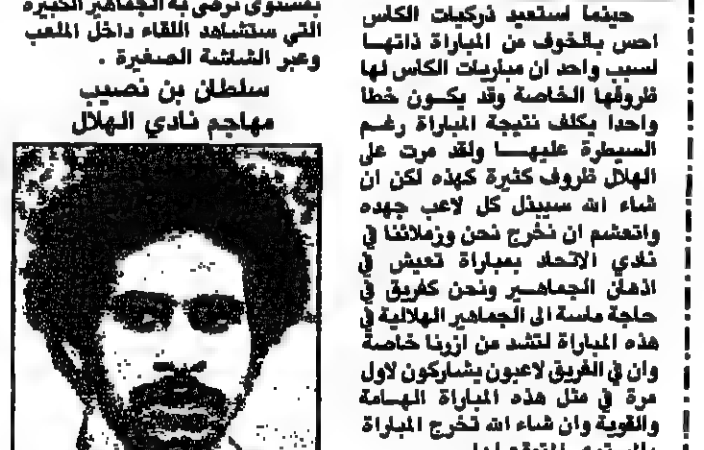 حينما استعيد ذكريات الكاس
احس بالخوف من المباراة ذاتها
لسبب واحد ان مباريات الكاس لها
ظروفها الخاصة وقد يكون خطا
واحدا يكلف نتيجة المباراة رغم
السيطرة عليها ولقد مرت على
الهلال ظروف كثيرة كهذه لكن ان
شاء الله سيبذل كل لاعب جهده
واتعشم ان نخرج نحن وزملائنا في
نادي الاتحاد بمباراة تعيش في
اذهان الجماهير ونحن كفريق في
حاجة ماسة الى الجماهير الهلالية في
هذه المباراة لتشد من ازرنا خاصة
وان في الفريق لاعبون يشاركون لاول
مرة في مثل هذه المباراة الهامة
والقوية وان شاء الله تخرج المباراة
بمستوى ترضى به الجماهير الكبيرة
التي ستشاهد اللقاء داخل الملعب
وعبر الشاشة الصغيرة .
سلطان بن نصيب
مهاجم نادي الهلال